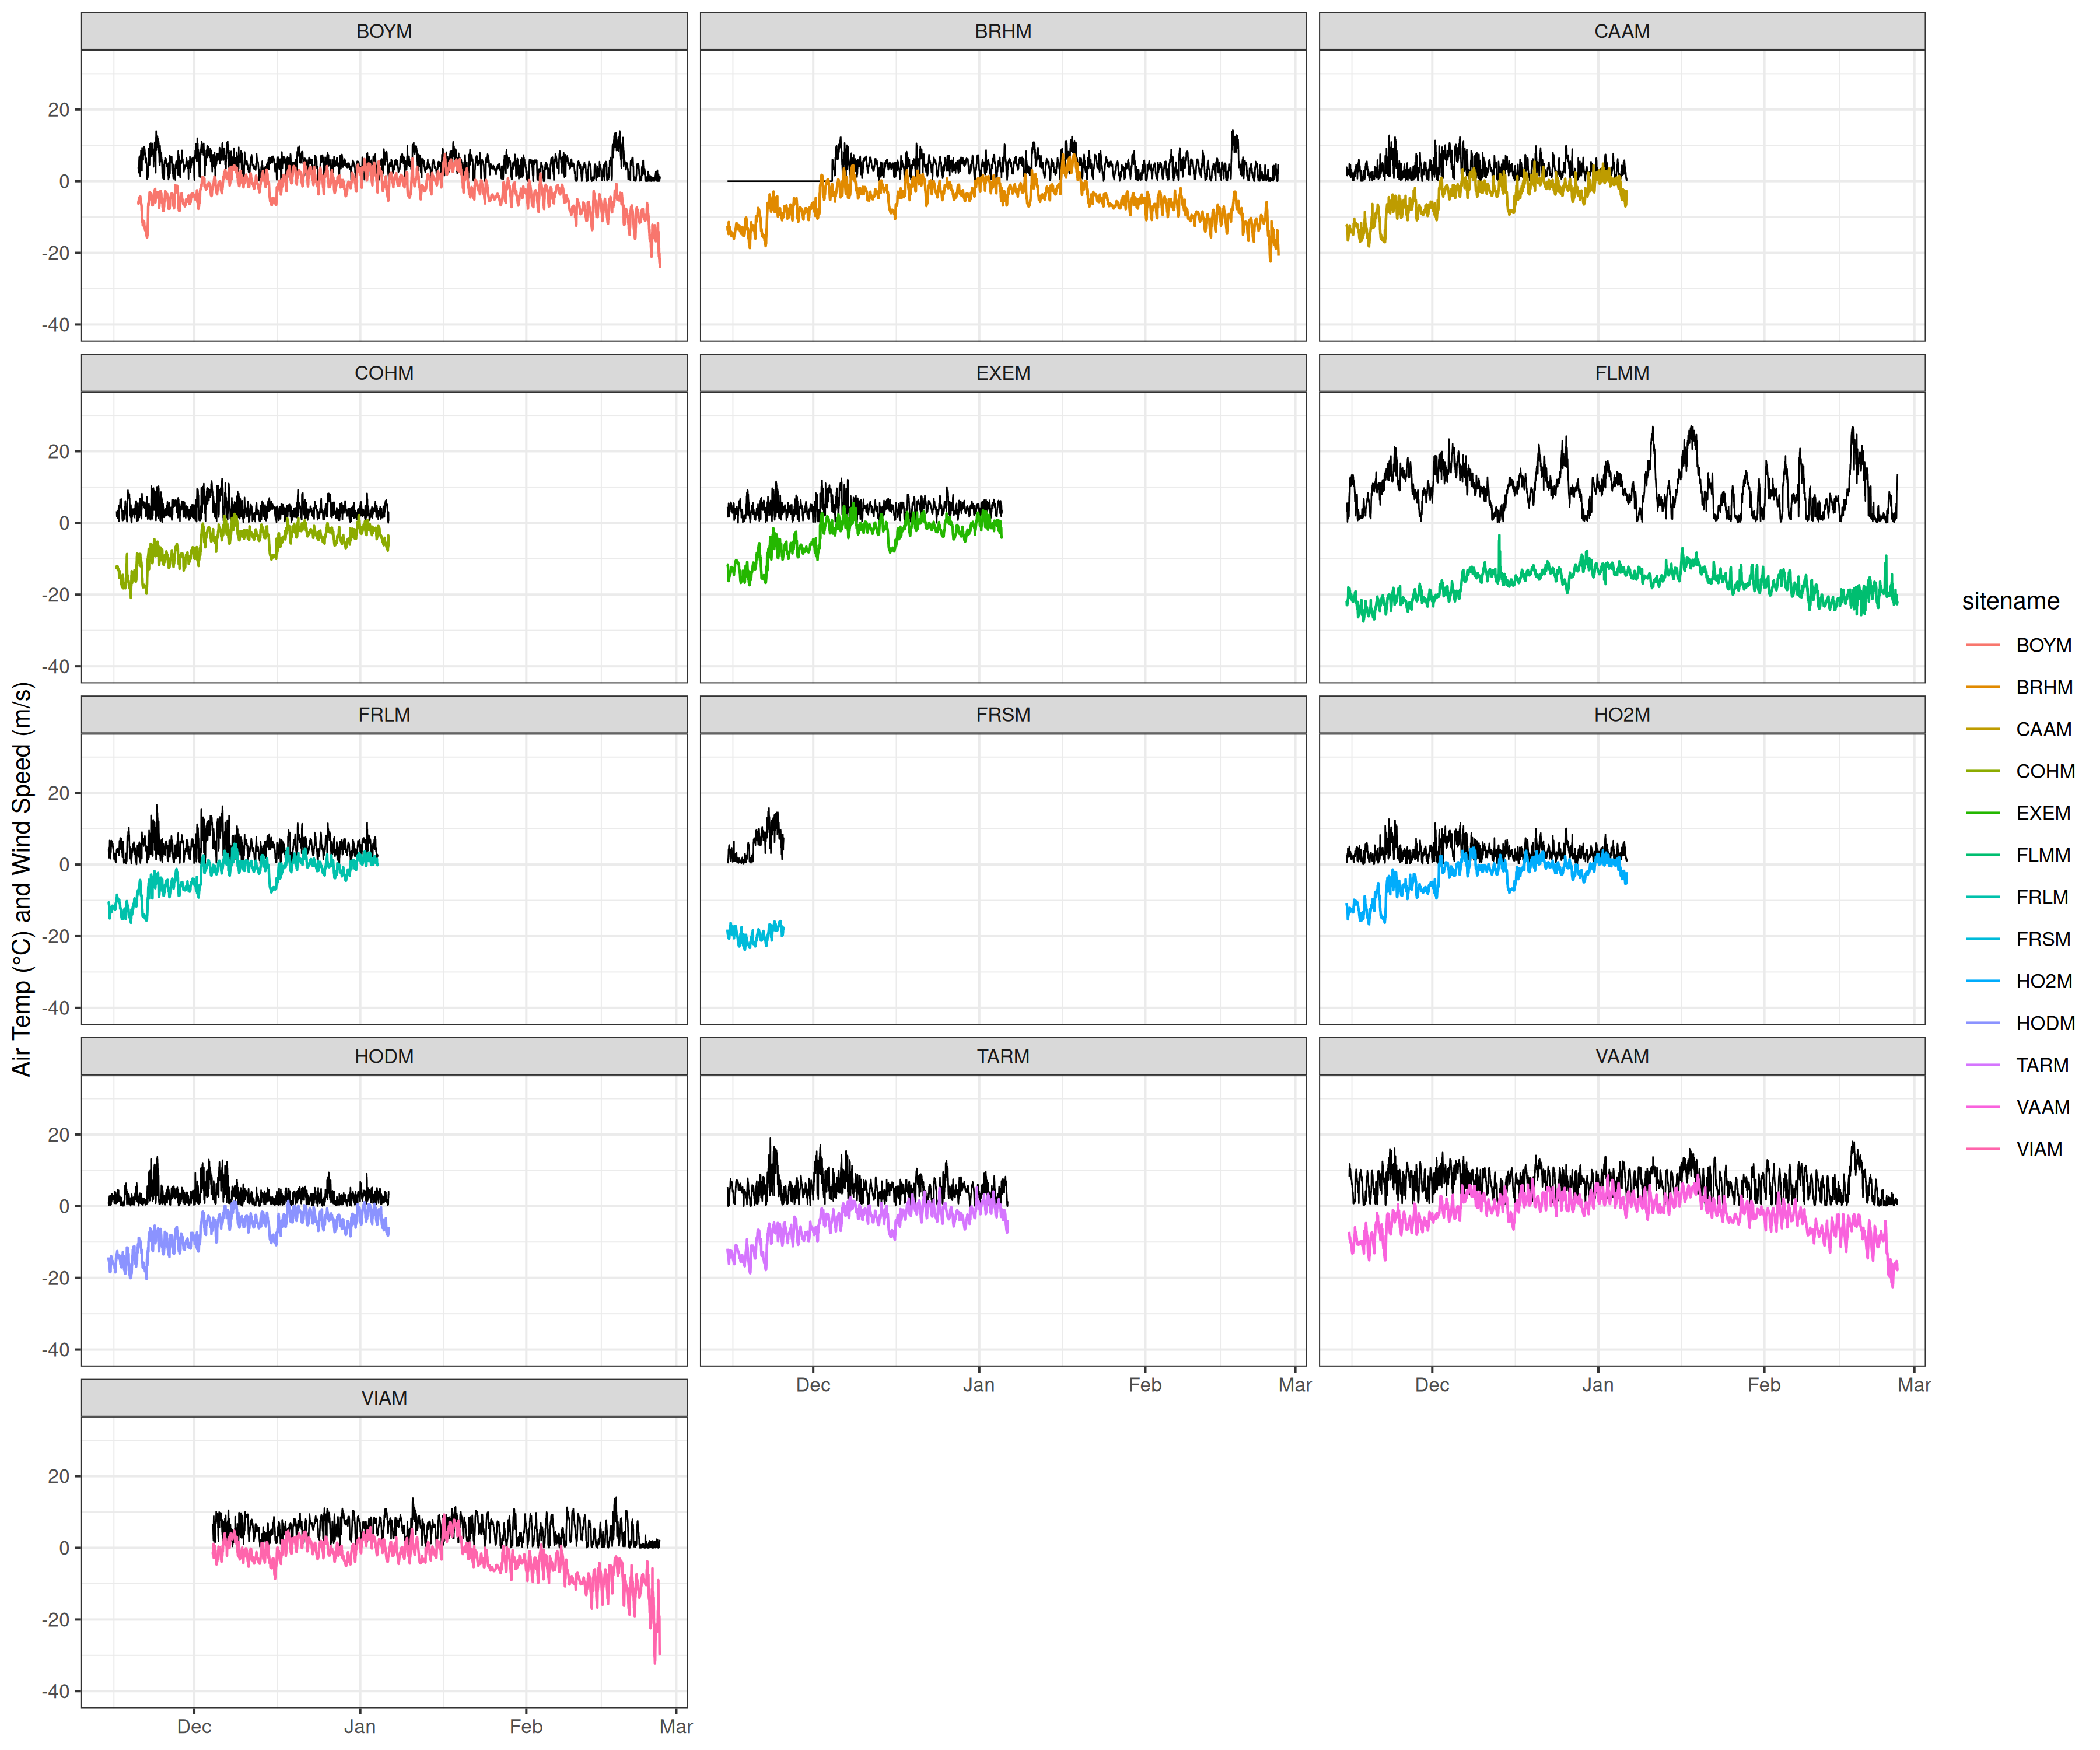 BOYM BRHM CAAM
20
0
-20
-40
COHM EXEM FLMM
20
0
-20
-40
FRLM FRSM HO2M
20
0
-20
-40
HODM TARM VAAM
20
0
-20
-40
Dec Jan Feb Mar Dec Jan Feb Mar
VIAM
20
0
-20
-40
Dec Jan Feb Mar
Air Temp (°C) and Wind Speed (m/s)
sitename
BOYM
BRHM
CAAM
COHM
EXEM
FLMM
FRLM
FRSM
HO2M
HODM
TARM
VAAM
VIAM